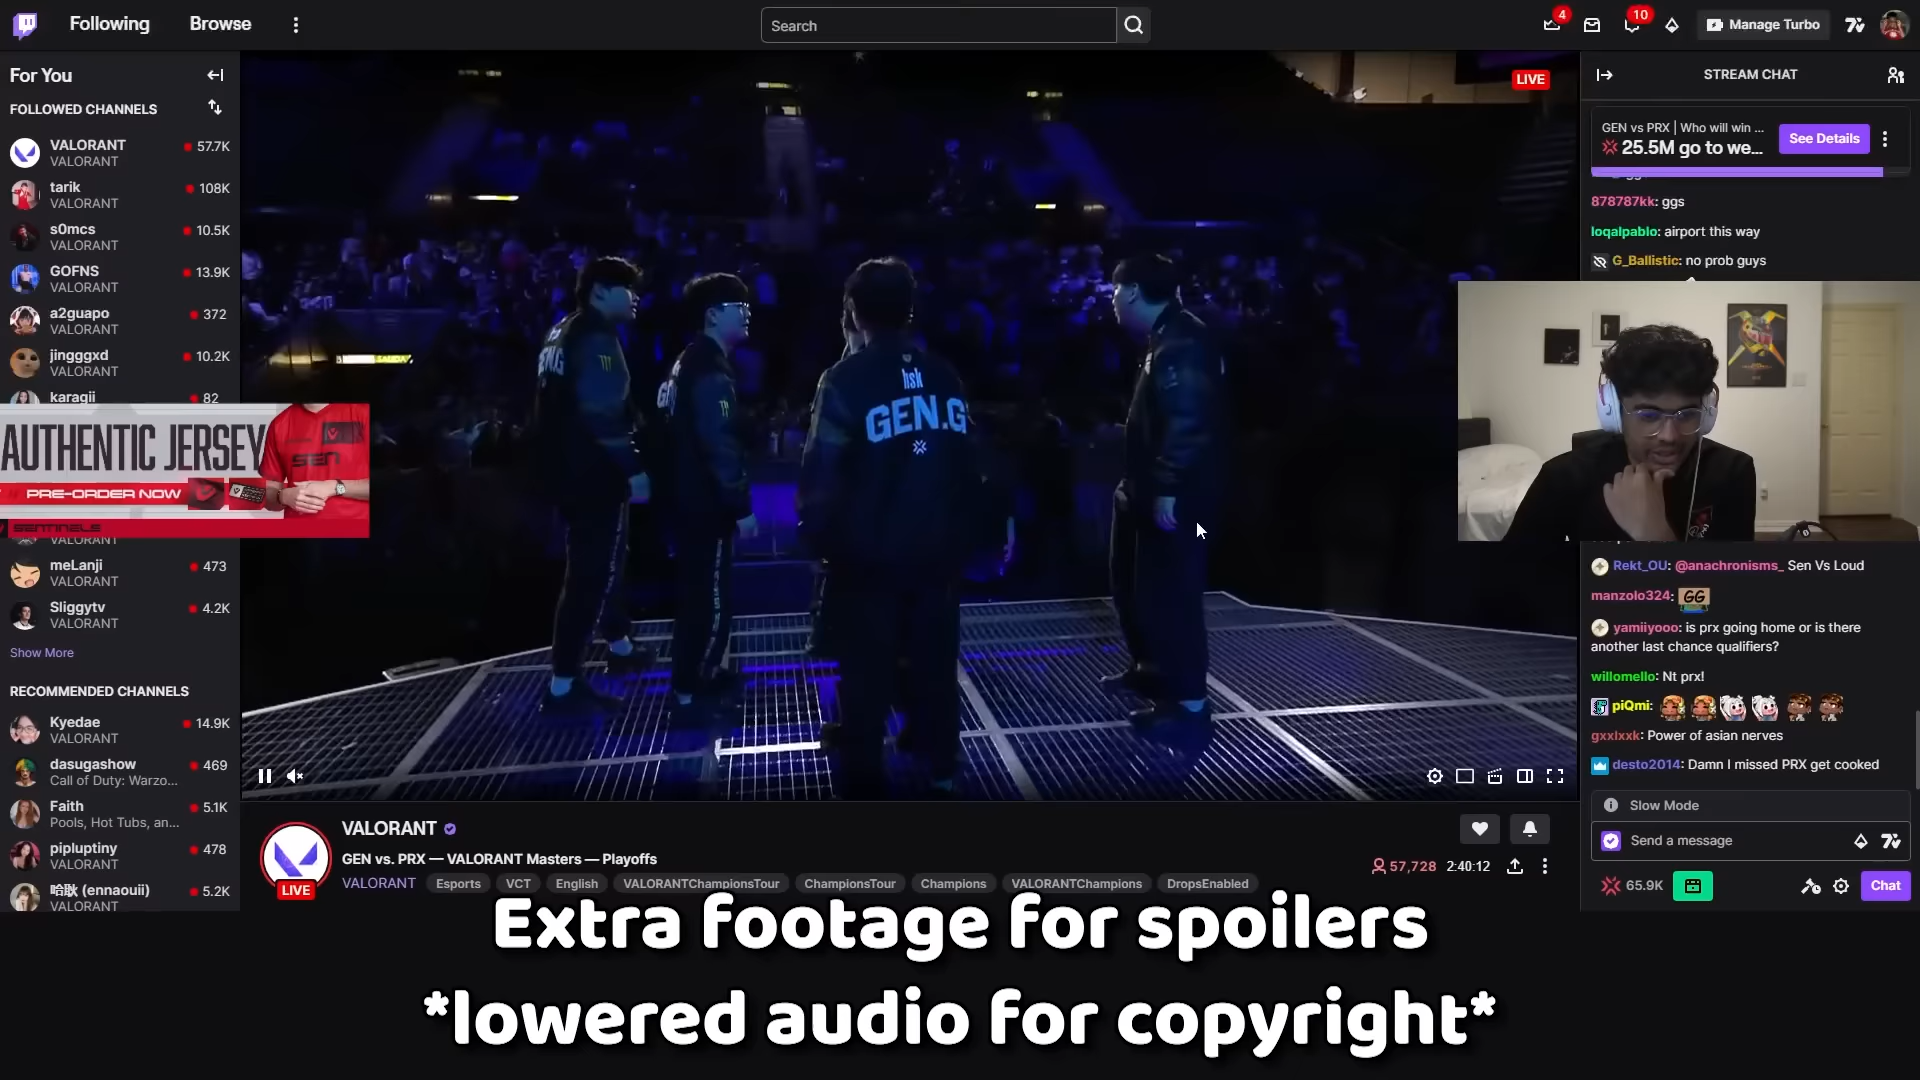 Following
Browse
Search
4
10
Manage Turbo
For You
FOLLOWED CHANNELS
VALORANT
VALORANT
57.7K
tarik
VALORANT
108K
s0mcs
VALORANT
10.5K
GOFNS
VALORANT
13.9K
a2guapo
VALORANT
372
jingggxd
VALORANT
10.2K
karagii
82
AUTHENTIC JERSEY
SEN
PRE-ORDER NOW
SENTINELS
VALORANT
meLanji
VALORANT
473
Sliggytv
VALORANT
4.2K
Show More
RECOMMENDED CHANNELS
Kyedae
VALORANT
14.9K
dasugashow
Call of Duty: Warzo...
469
Faith
Pools, Hot Tubs, an...
5.1K
pipluptiny
VALORANT
478
哈耿 (ennaouii)
VALORANT
5.2K
LIVE
hsk
GEN.G
VALORANT
GEN vs. PRX — VALORANT Masters — Playoffs
LIVE
VALORANT
Esports
VCT
English
VALORANTChampionsTour
ChampionsTour
Champions
VALORANTChampions
DropsEnabled
57,728
2:40:12
STREAM CHAT
GEN vs PRX | Who will win ...
25.5M go to we...
See Details
878787kk: ggs
loqalpablo: airport this way
G_Ballistic: no prob guys
Rekt_OU: @anachronisms_ Sen Vs Loud
manzolo324: GG
yamiiyooo: is prx going home or is there
another last chance qualifiers?
willomello: Nt prx!
piQmi:
gxxlxxk: Power of asian nerves
desto2014: Damn I missed PRX get cooked
Slow Mode
Send a message
65.9K
Chat
Extra footage for spoilers
*lowered audio for copyright*